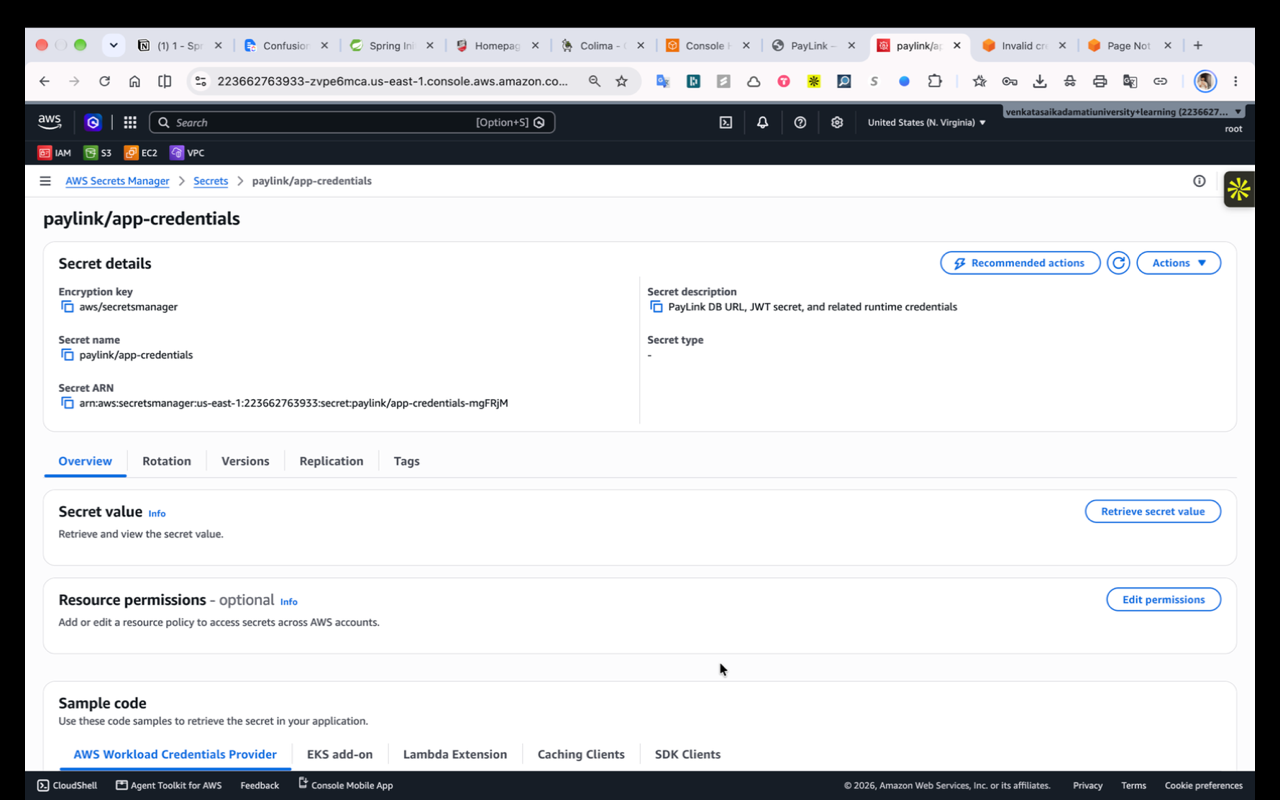 (1) 1 - Spr
Confusion
Spring In
Homepag
Colima -
Console H
PayLink —
paylink/ap
Invalid cr
Page Not
223662763933-zvpe6mca.us-east-1.console.aws.amazon.co...
aws
Search
[Option+S]
United States (N. Virginia)
venkatasaikadamatiuniversity+learning (2236627...
root
IAM
S3
EC2
VPC
AWS Secrets Manager > Secrets > paylink/app-credentials
paylink/app-credentials
Secret details
Recommended actions
Actions
Encryption key
aws/secretsmanager
Secret description
PayLink DB URL, JWT secret, and related runtime credentials
Secret name
paylink/app-credentials
Secret type
-
Secret ARN
arn:aws:secretsmanager:us-east-1:223662763933:secret:paylink/app-credentials-mgFRjM
Overview
Rotation
Versions
Replication
Tags
Secret value Info
Retrieve secret value
Retrieve and view the secret value.
Resource permissions - optional Info
Edit permissions
Add or edit a resource policy to access secrets across AWS accounts.
Sample code
Use these code samples to retrieve the secret in your application.
AWS Workload Credentials Provider
EKS add-on
Lambda Extension
Caching Clients
SDK Clients
CloudShell
Agent Toolkit for AWS
Feedback
Console Mobile App
© 2026, Amazon Web Services, Inc. or its affiliates.
Privacy
Terms
Cookie preferences